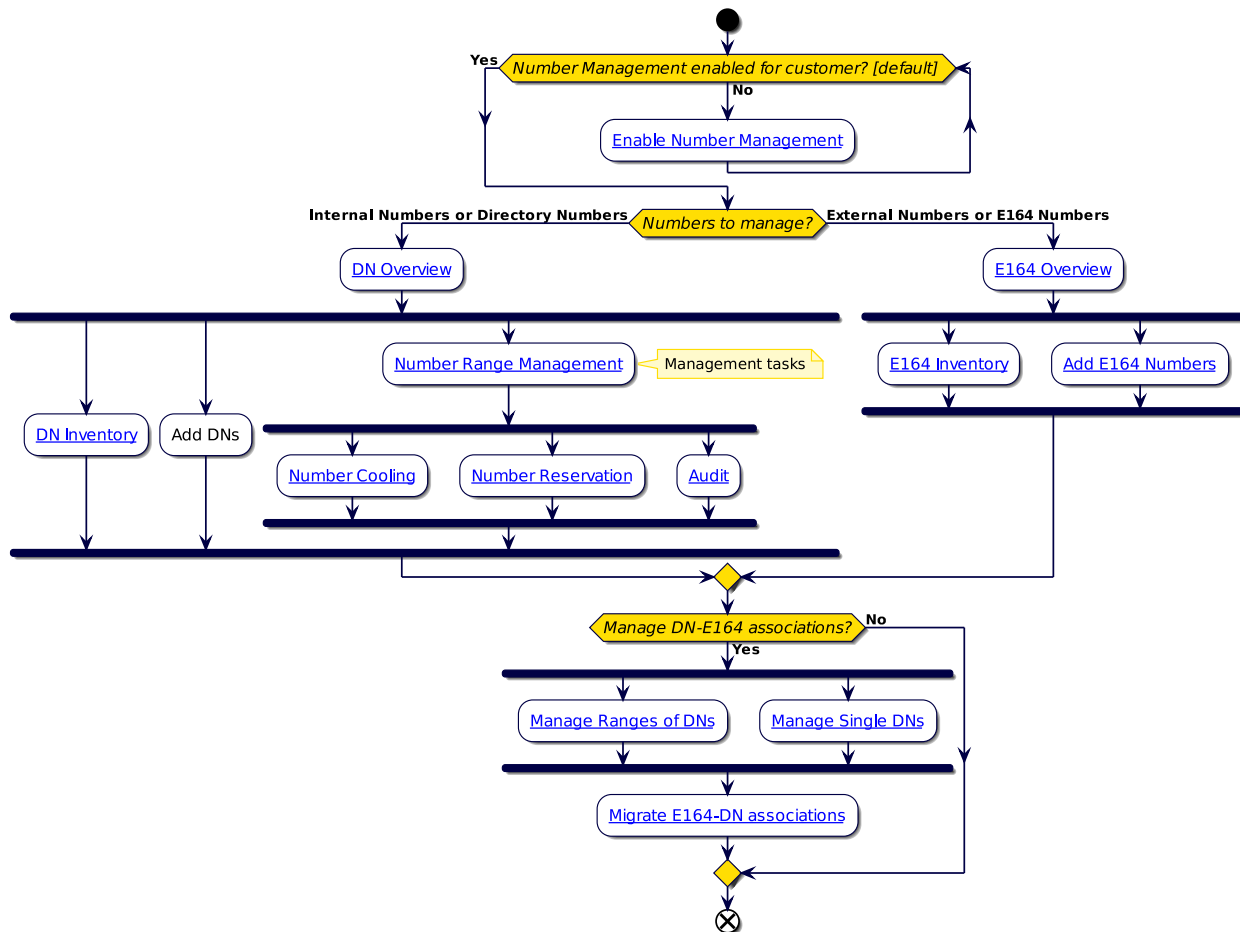 Yes
Number Management enabled for customer? [default]
No
Enable Number Management
Internal Numbers or Directory Numbers
Numbers to manage?
External Numbers or E164 Numbers
DN Overview
E164 Overview
Number Range Management
Management tasks
E164 Inventory
Add E164 Numbers
DN Inventory
Add DNs
Number Cooling
Number Reservation
Audit
Manage DN-E164 associations?
No
Yes
Manage Ranges of DNs
Manage Single DNs
Migrate E164-DN associations